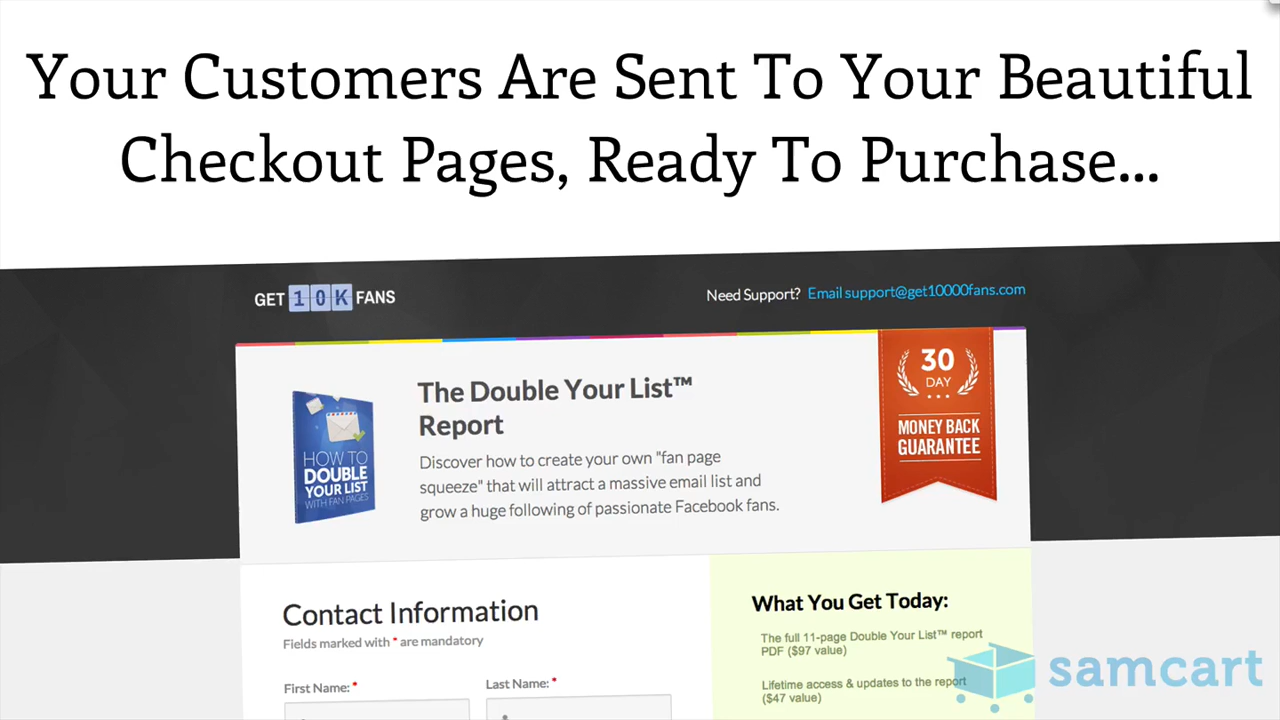 Your Customers Are Sent To Your Beautiful
Checkout Pages, Ready To Purchase...
GET 10K FANS
Need Support? Email support@get10000fans.com
The Double Your List™
Report
Discover how to create your own "fan page
squeeze" that will attract a massive email list and
grow a huge following of passionate Facebook fans.
HOW TO
DOUBLE
YOUR LIST
WITH FAN PAGES
30
DAY
MONEY BACK
GUARANTEE
Contact Information
Fields marked with * are mandatory
First Name: *
Last Name: *
What You Get Today:
The full 11-page Double Your List™ report
PDF ($97 value)
Lifetime access & updates to the report
($47 value)
samcart